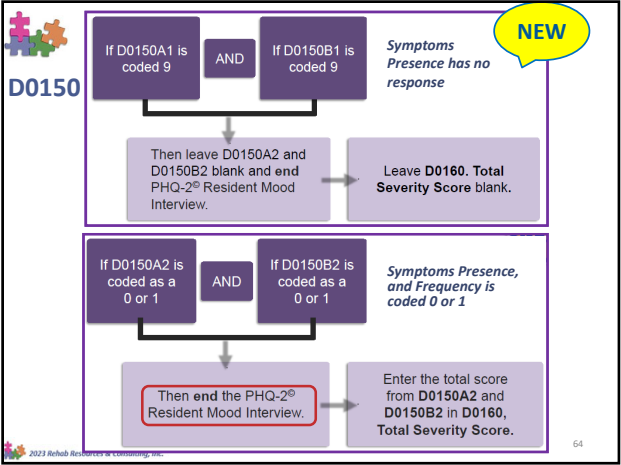 NEW
D0150
If D0150A1 is
coded 9
AND
If D0150B1 is
coded 9
Symptoms
Presence has no
response
Then leave D0150A2 and
D0150B2 blank and end
PHQ-2© Resident Mood
Interview.
Leave D0160. Total
Severity Score blank.
If D0150A2 is
coded as a
0 or 1
AND
If D0150B2 is
coded as a
0 or 1
Symptoms Presence,
and Frequency is
coded 0 or 1
Then end the PHQ-2©
Resident Mood Interview.
Enter the total score
from D0150A2 and
D0150B2 in D0160,
Total Severity Score.
2023 Rehab Resources & Consulting, Inc.
64